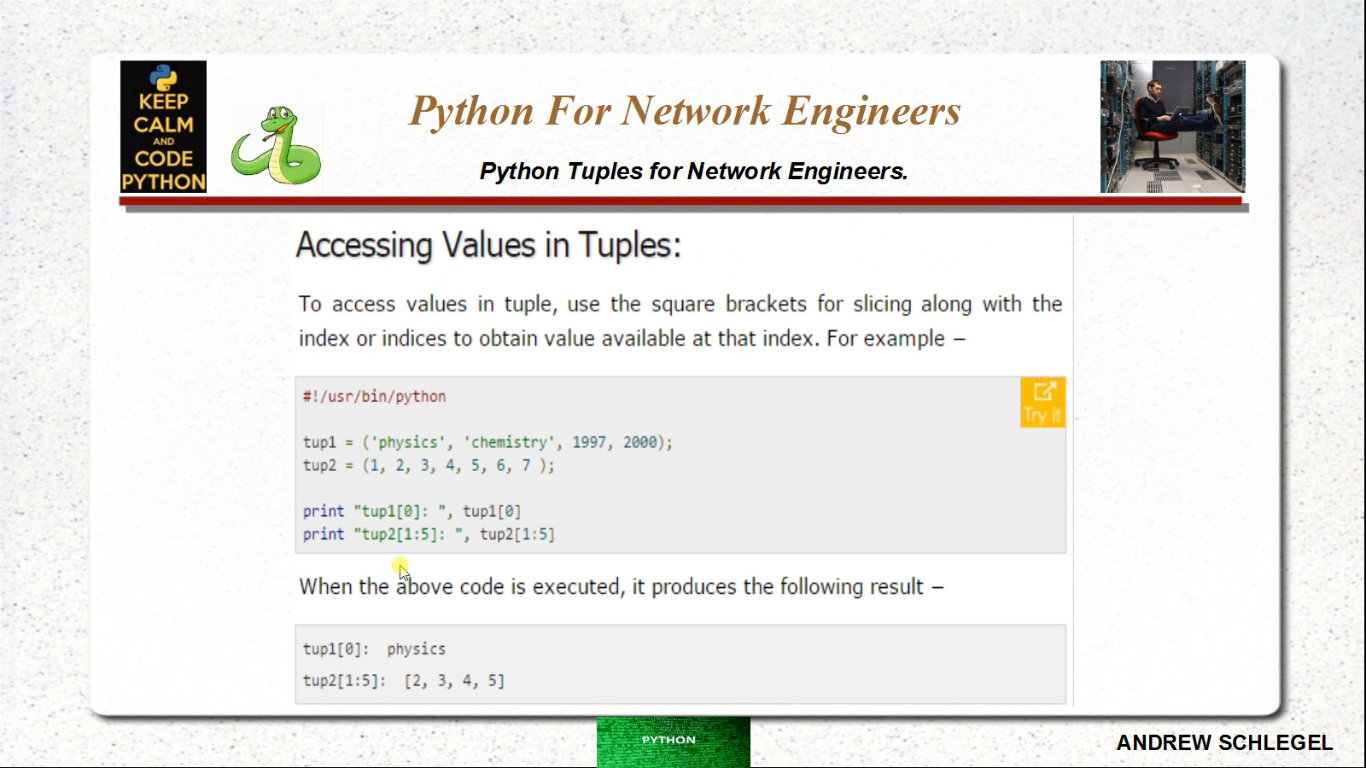 KEEP
CALM
AND
CODE
PYTHON
Python For Network Engineers
Python Tuples for Network Engineers.
Accessing Values in Tuples:
To access values in tuple, use the square brackets for slicing along with the
index or indices to obtain value available at that index. For example –
#!/usr/bin/python
Try it
tup1 = ('physics', 'chemistry', 1997, 2000);
tup2 = (1, 2, 3, 4, 5, 6, 7 );
print "tup1[0]: ", tup1[0]
print "tup2[1:5]: ", tup2[1:5]
When the above code is executed, it produces the following result –
tup1[0]:  physics
tup2[1:5]:  [2, 3, 4, 5]
PYTHON
ANDREW SCHLEGEL